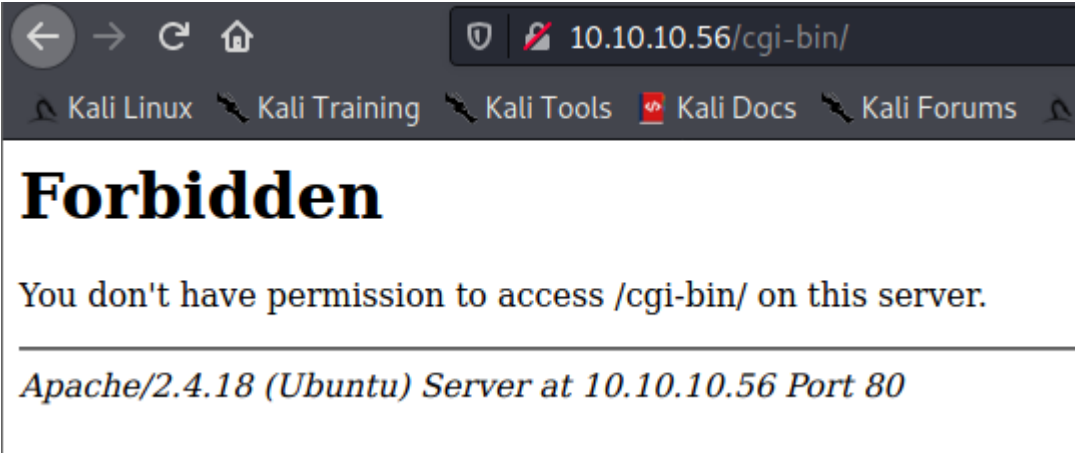 10.10.10.56/cgi-bin/
Kali Linux Kali Training Kali Tools Kali Docs Kali Forums
Forbidden
You don't have permission to access /cgi-bin/ on this server.
Apache/2.4.18 (Ubuntu) Server at 10.10.10.56 Port 80